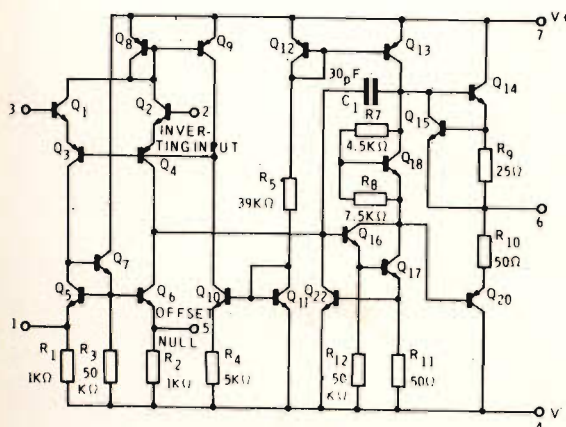 V+
7
Q8
Q9
Q12
Q13
30pF
C1
Q14
3
Q1
Q2
2
INVER-
TING INPUT
Q15
R7
4.5KΩ
Q18
R9
25Ω
Q3
Q4
R5
39KΩ
R8
7.5KΩ
6
R10
50Ω
Q7
Q16
Q17
Q5
Q6
Q10
Q11
Q22
Q20
OFFSET
5
NULL
1
R1
1KΩ
R3
50
KΩ
R2
1KΩ
R4
5KΩ
R12
50
KΩ
R11
50Ω
V-
4